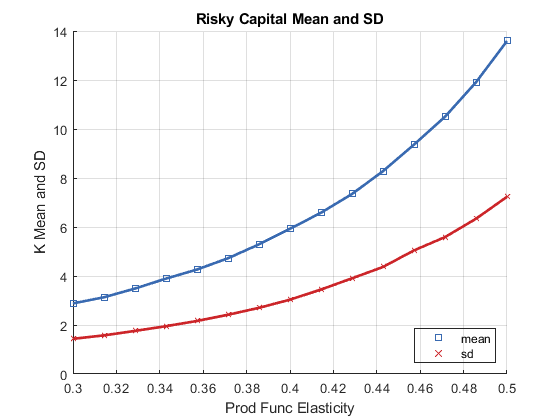 Risky Capital Mean and SD
K Mean and SD
14
12
10
8
6
4
2
0
0.3 0.32 0.34 0.36 0.38 0.4 0.42 0.44 0.46 0.48 0.5
Prod Func Elasticity
mean
sd